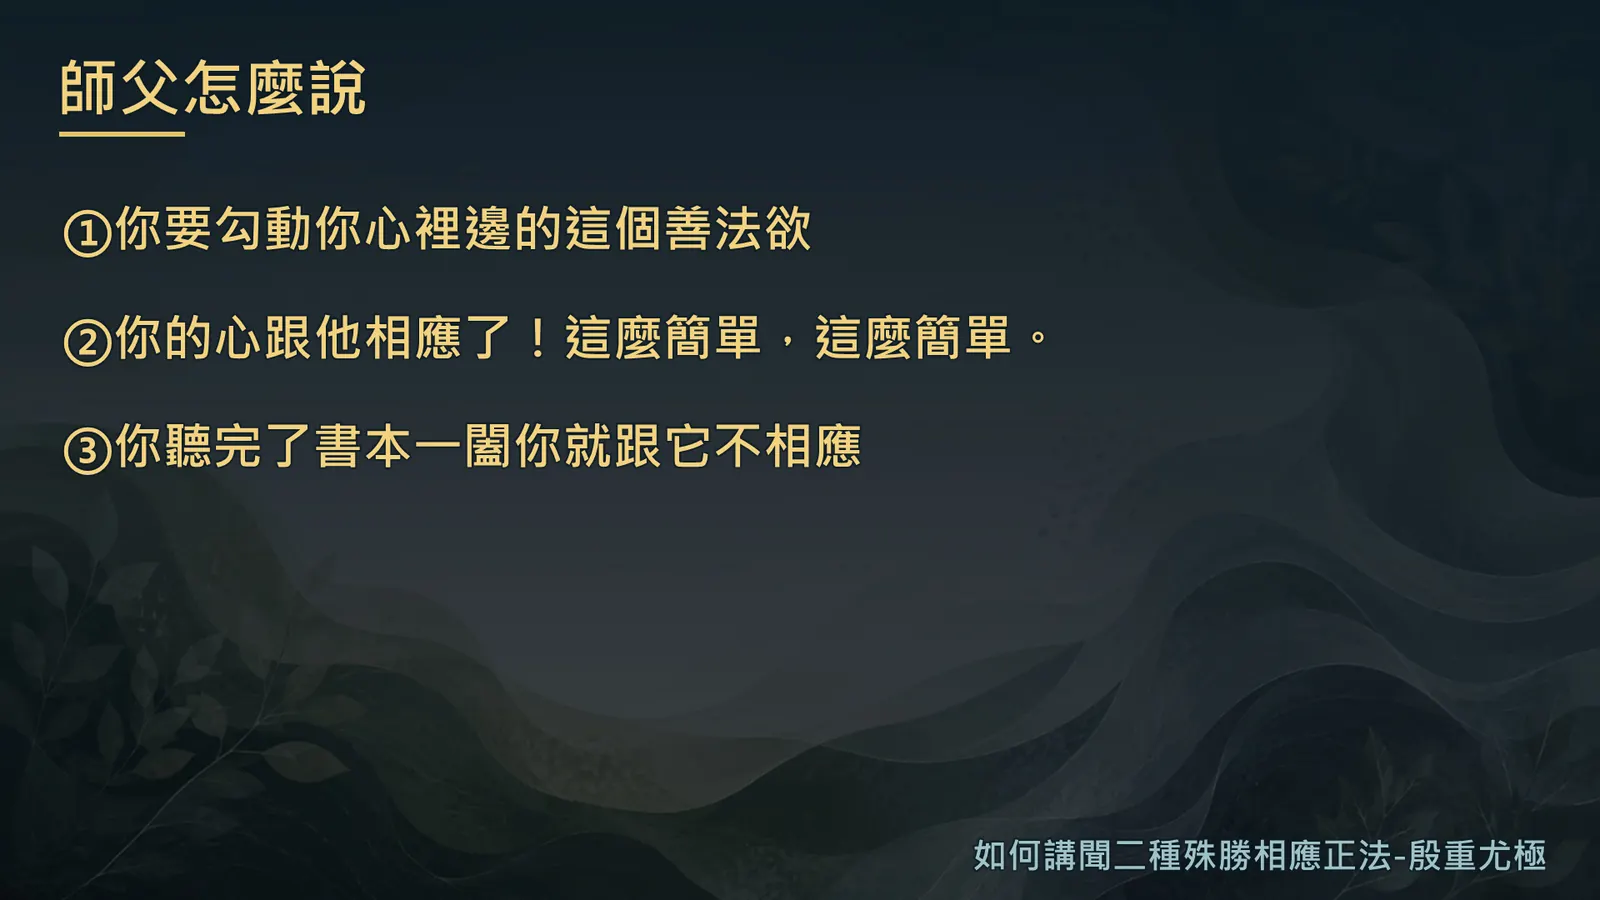 師父怎麼說
①你要勾動你心裡邊的這個善法欲
②你的心跟他相應了！這麼簡單，這麼簡單。
③你聽完了書本一闔你就跟它不相應
如何講聞二種殊勝相應正法-殷重尤極